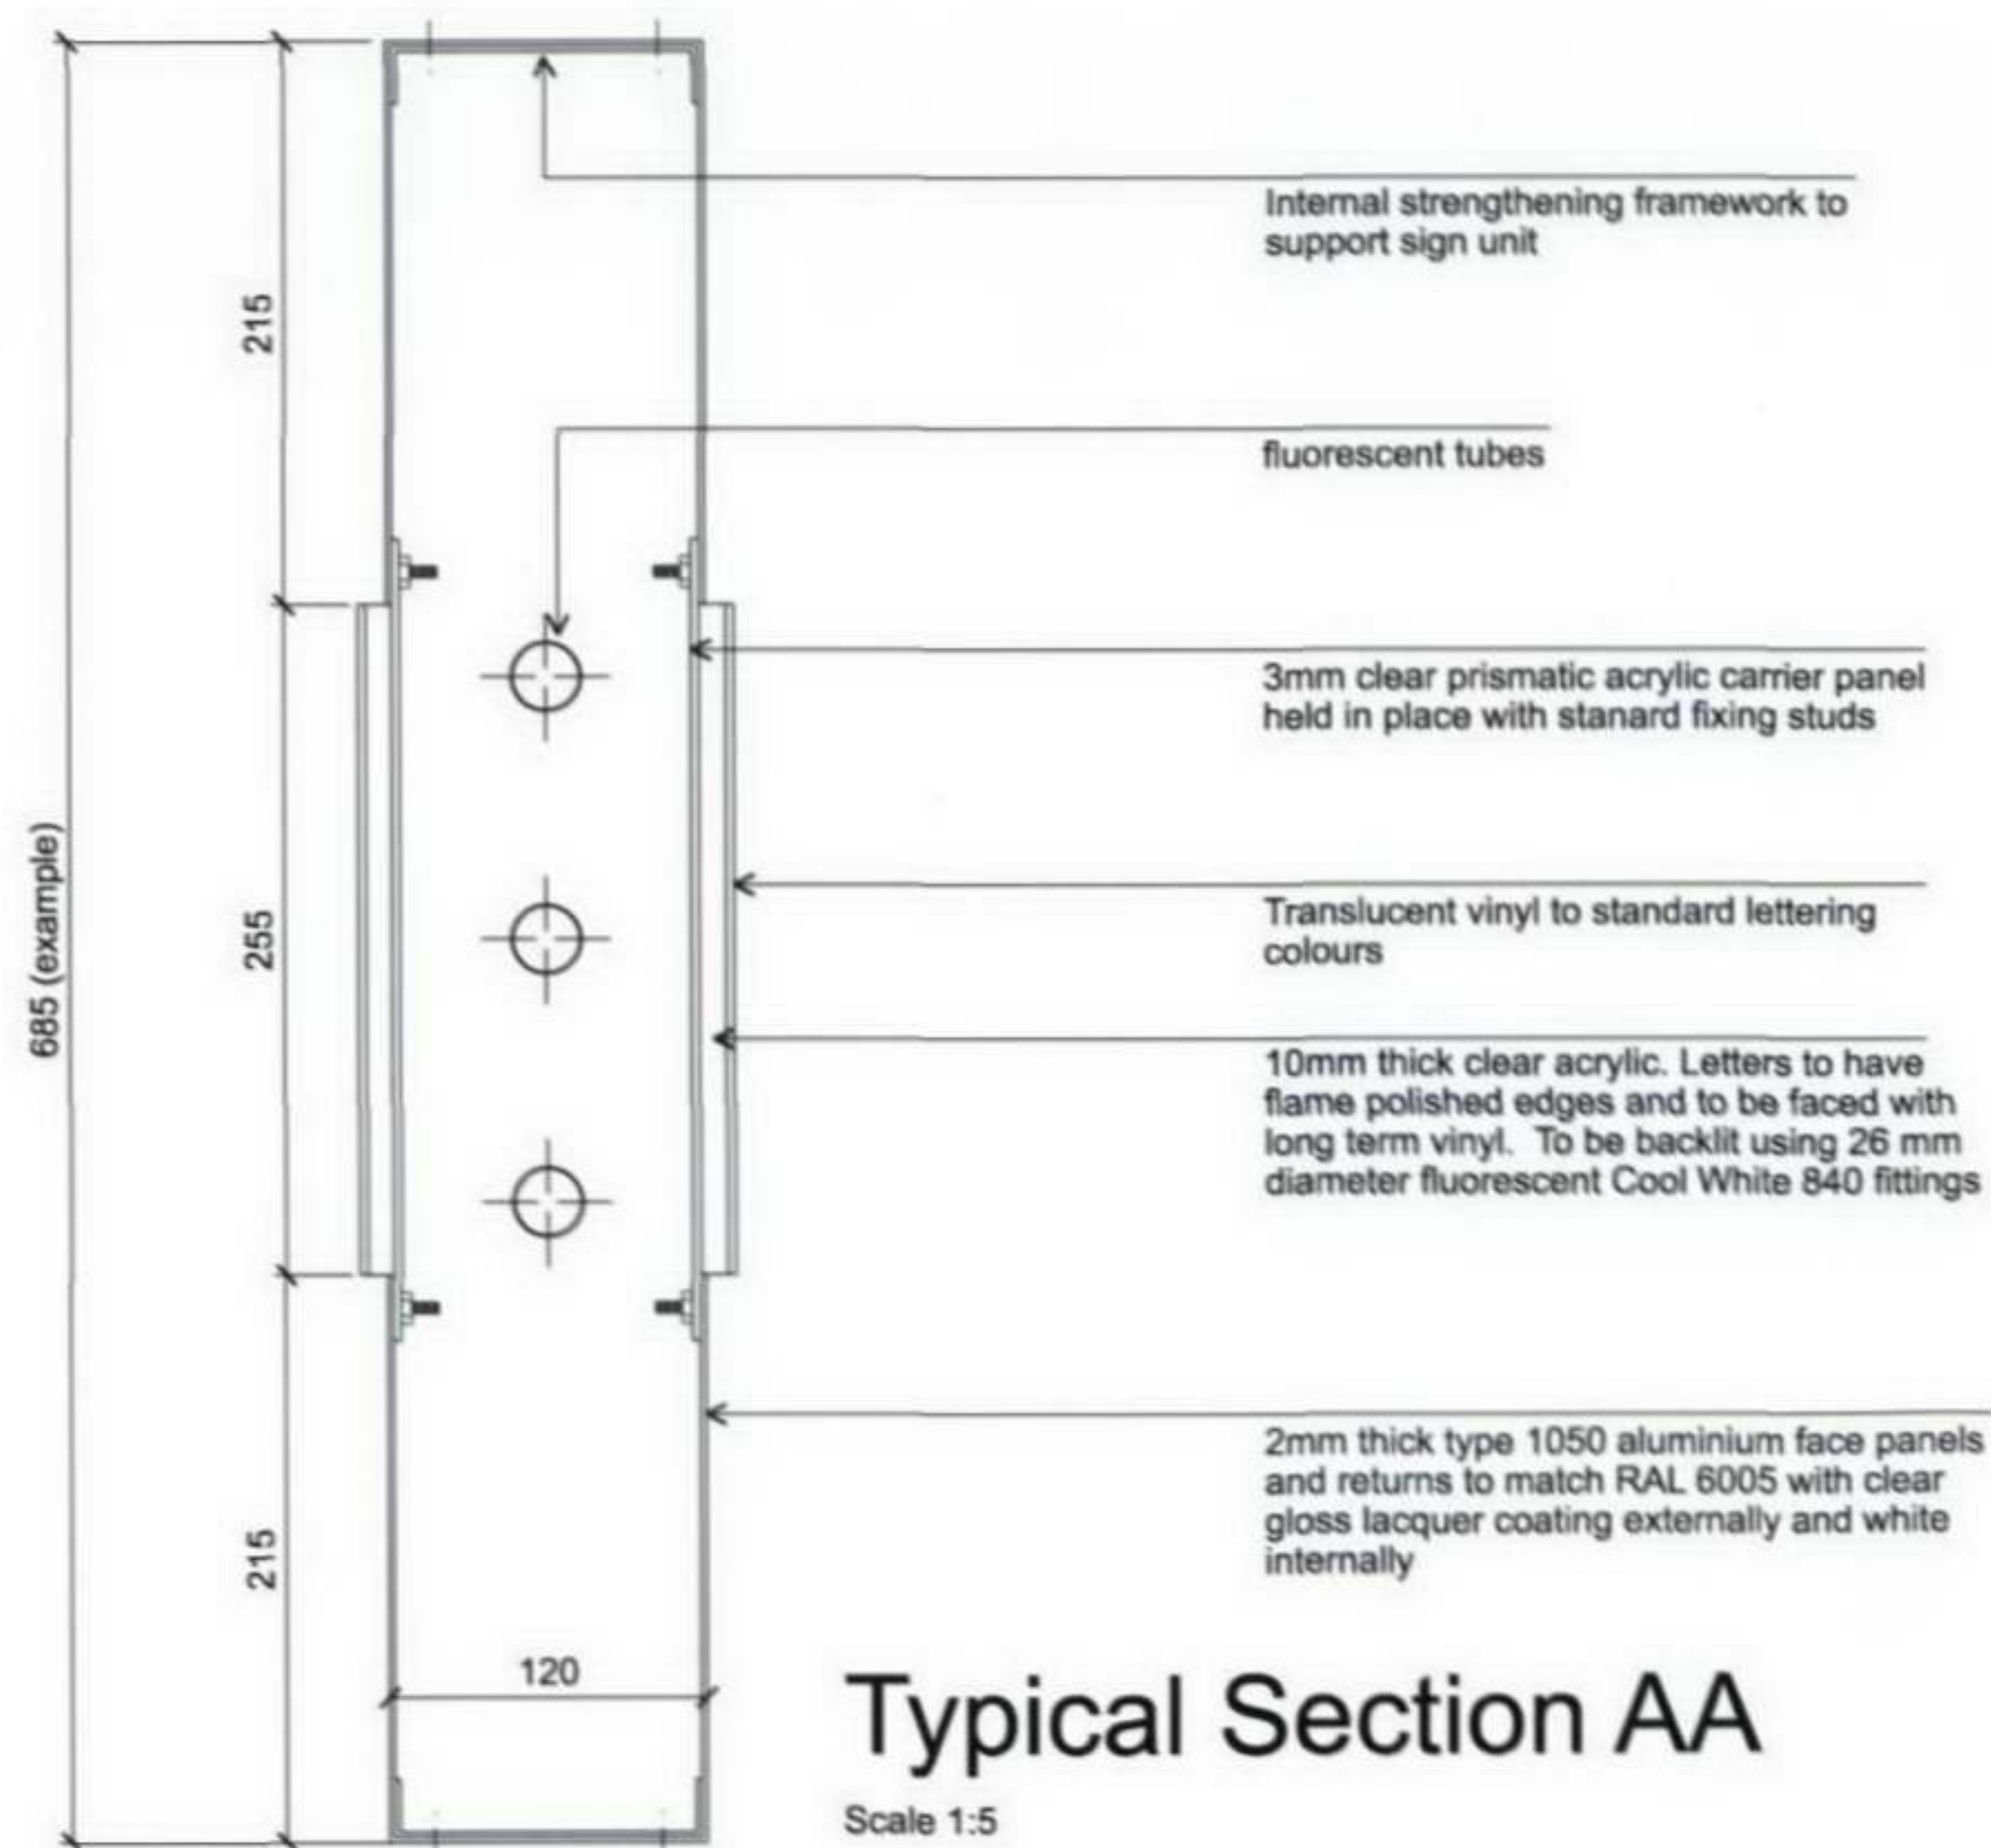 Internal strengthening framework to
support sign unit
215
fluorescent tubes
3mm clear prismatic acrylic carrier panel
held in place with stanard fixing studs
685 (example)
255
Translucent vinyl to standard lettering
colours
10mm thick clear acrylic. Letters to have
flame polished edges and to be faced with
long term vinyl. To be backlit using 26 mm
diameter fluorescent Cool White 840 fittings
2mm thick type 1050 aluminium face panels
and returns to match RAL 6005 with clear
gloss lacquer coating externally and white
internally
215
120
Typical Section AA
Scale 1:5